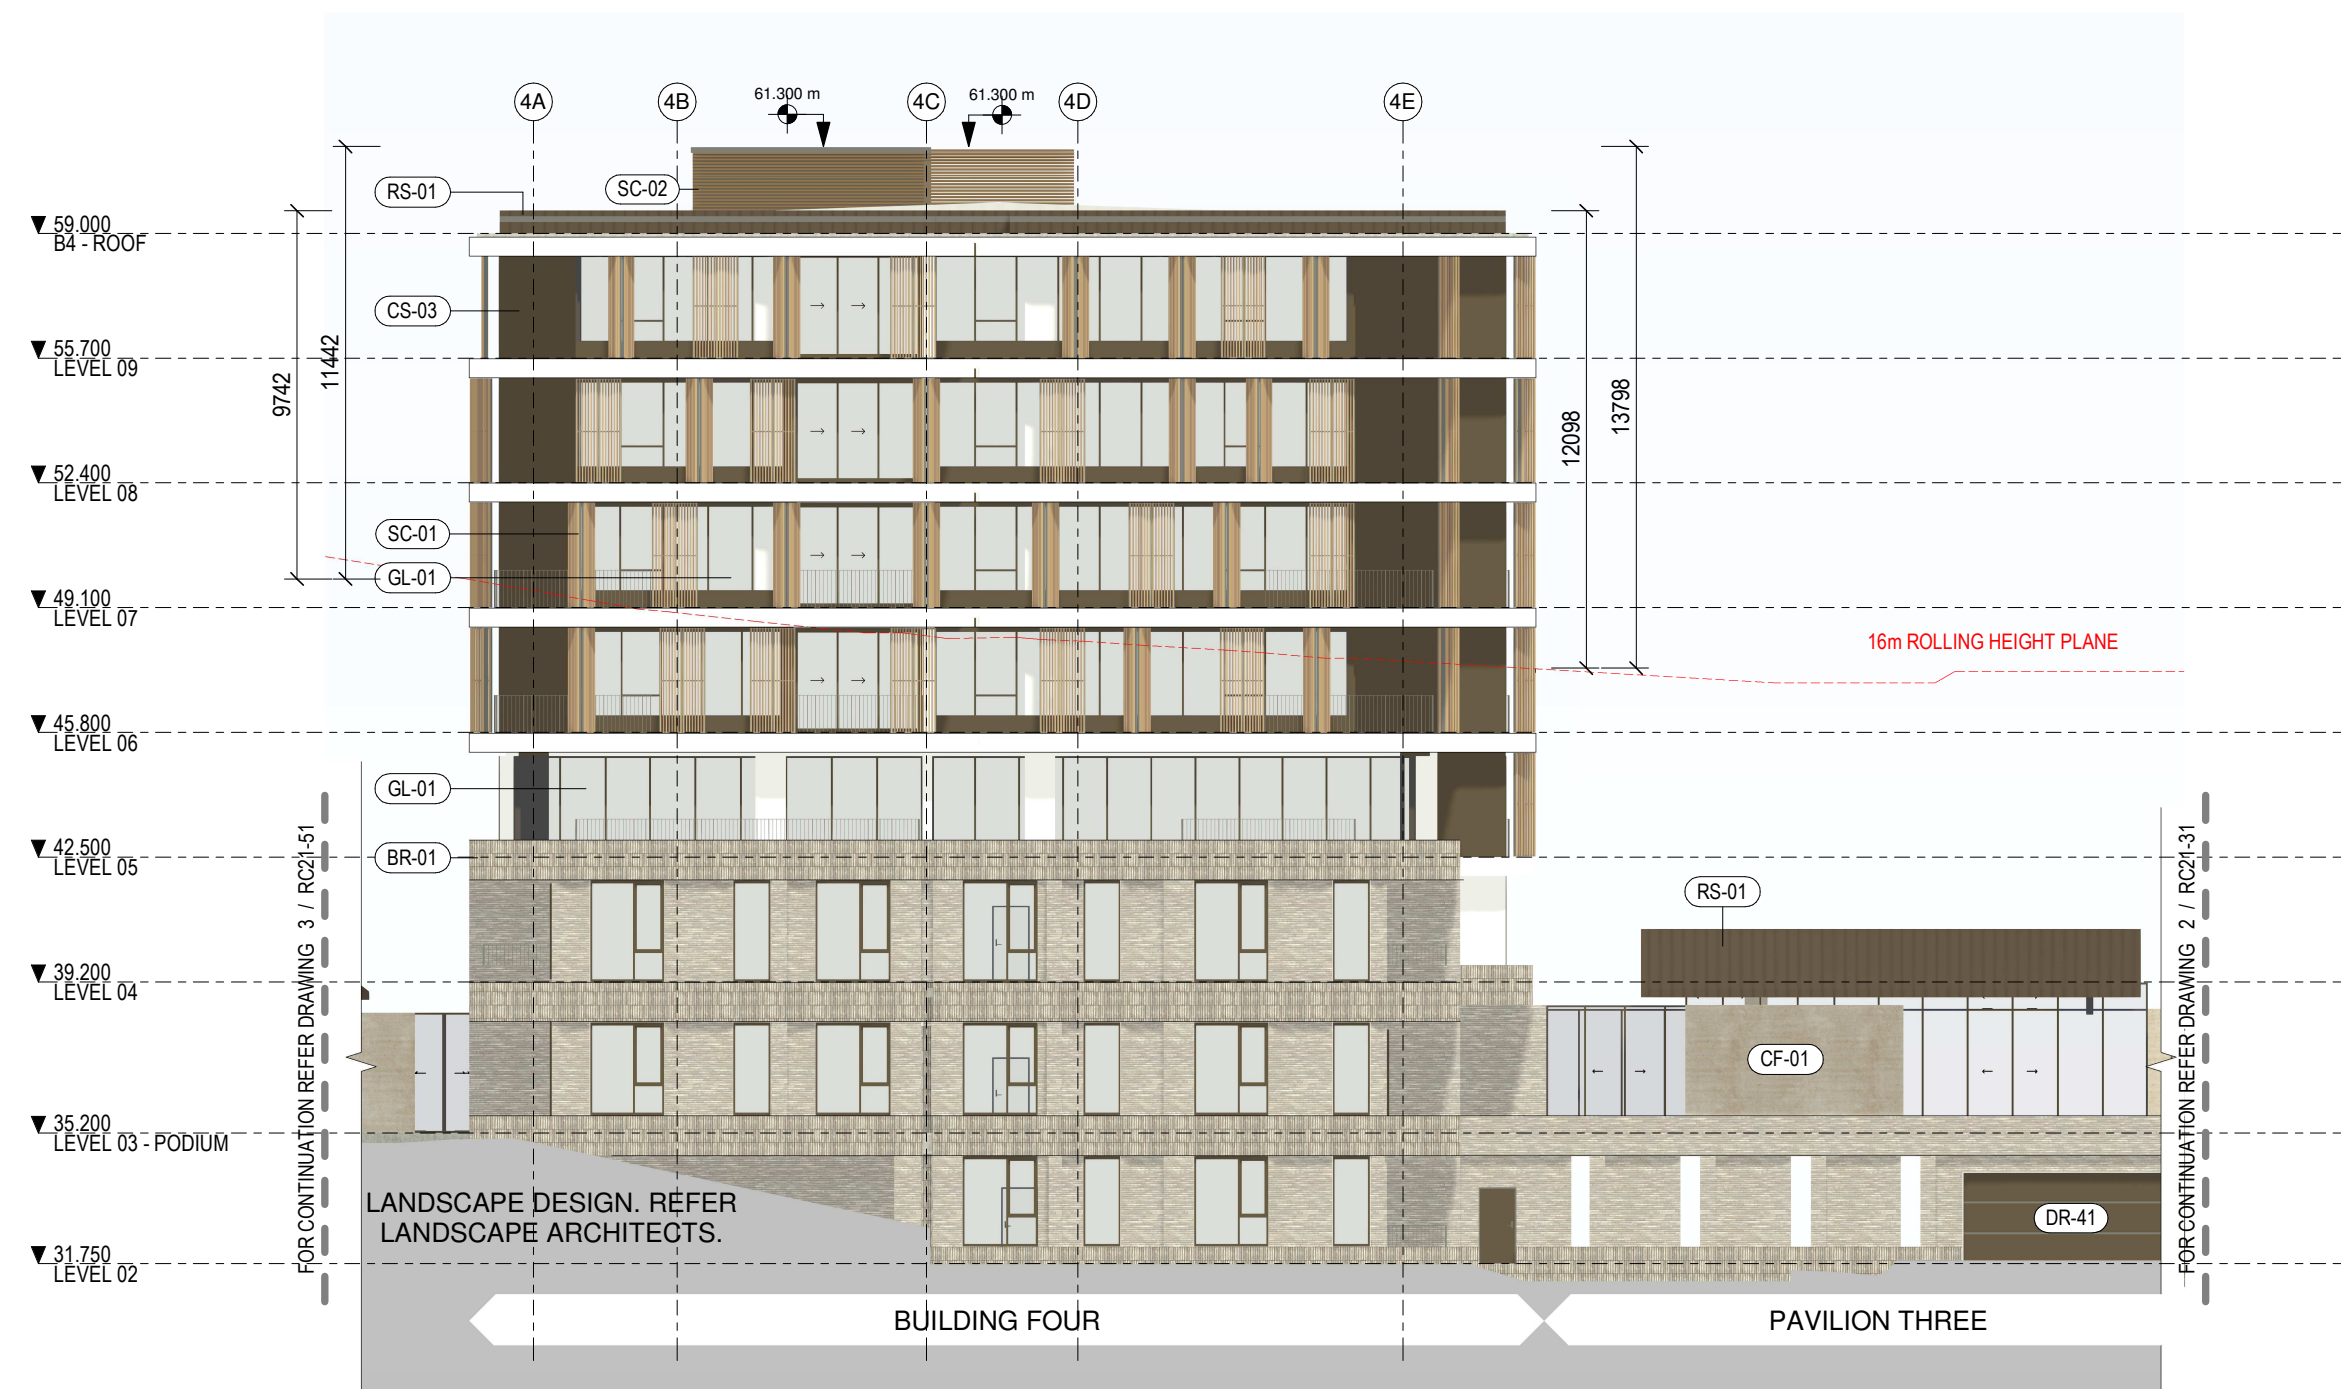 4A
4B
61.300 m
4C
61.300 m
4D
4E
RS-01
SC-02
59.000
B4 - ROOF
CS-03
55.700
LEVEL 09
9742
11442
12098
13798
52.400
LEVEL 08
SC-01
GL-01
49.100
LEVEL 07
16m ROLLING HEIGHT PLANE
45.800
LEVEL 06
GL-01
42.500
LEVEL 05
BR-01
RS-01
39.200
LEVEL 04
FOR CONTINUATION REFER DRAWING 3 / RC21-51
FOR CONTINUATION REFER DRAWING 2 / RC21-31
CF-01
35.200
LEVEL 03 - PODIUM
LANDSCAPE DESIGN. REFER
LANDSCAPE ARCHITECTS.
DR-41
31.750
LEVEL 02
BUILDING FOUR
PAVILION THREE